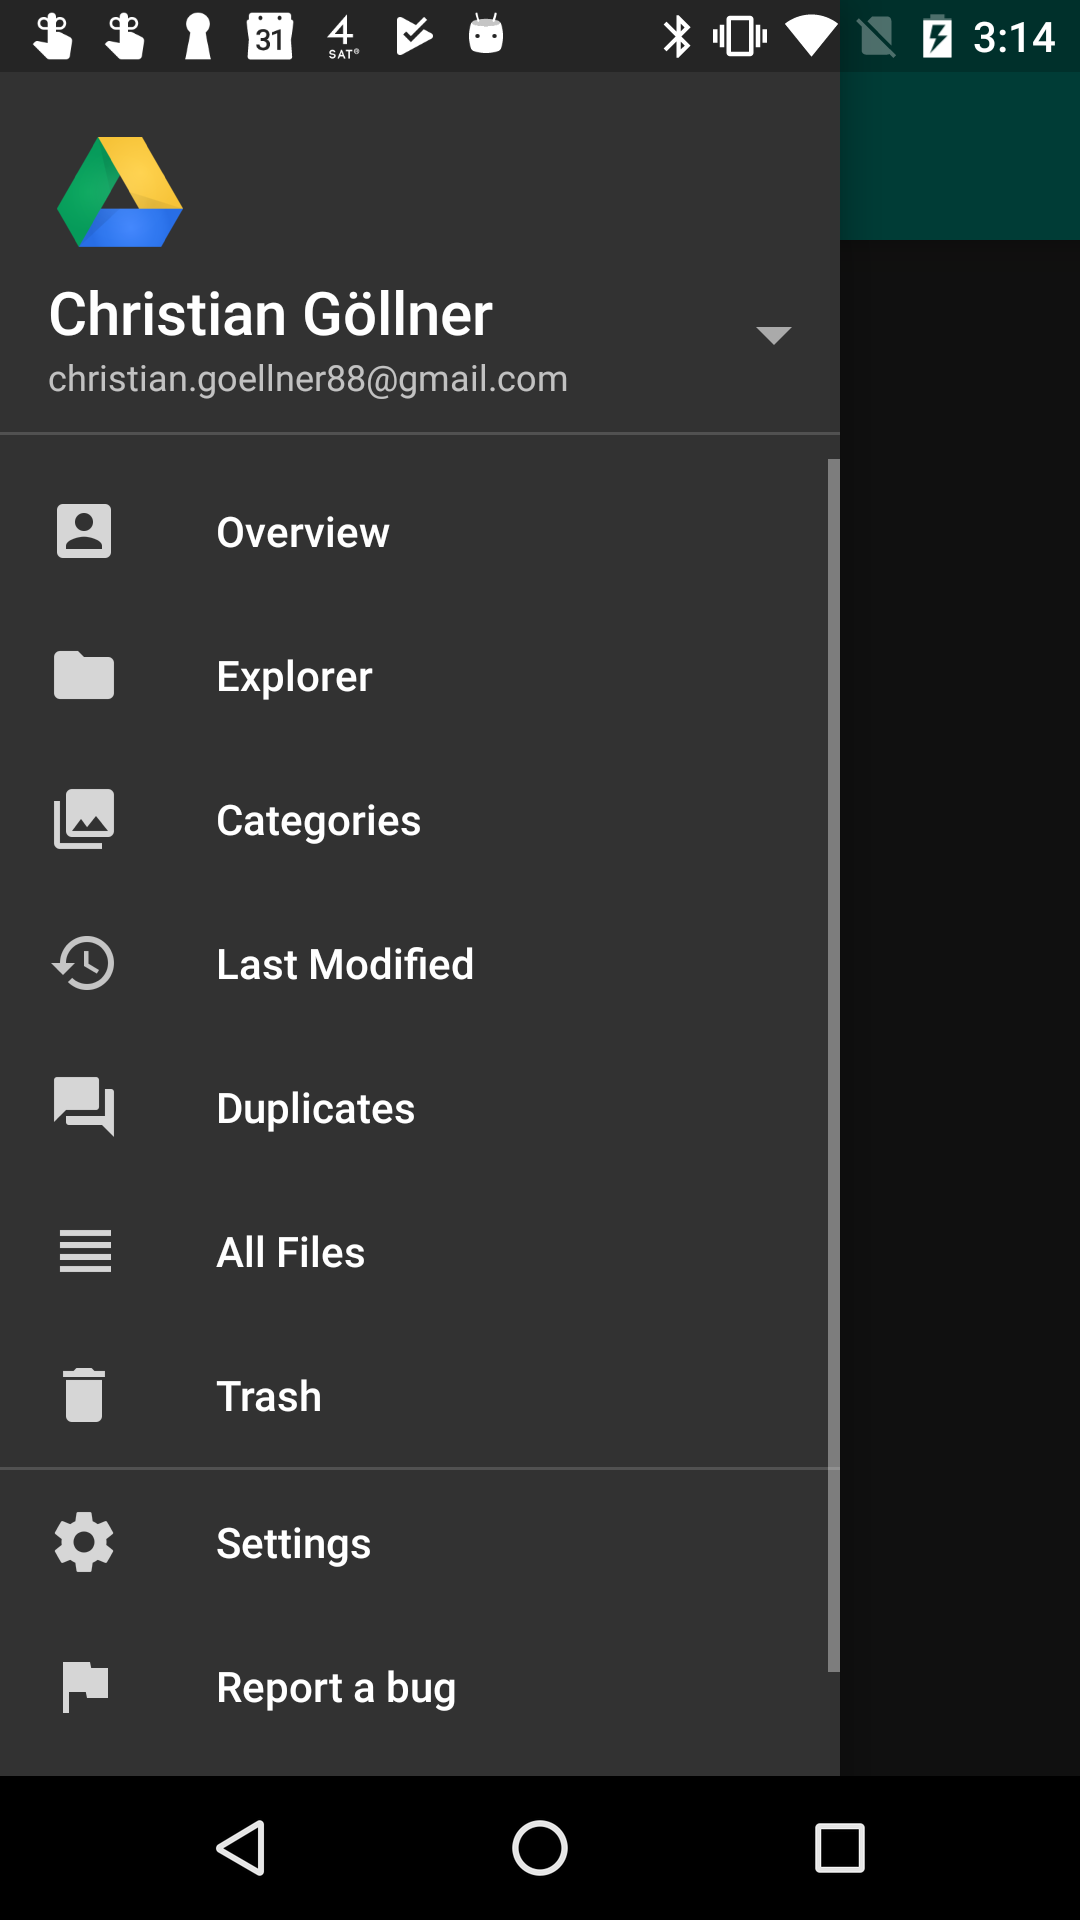 31
4
SAT®
3:14
Christian Göllner
christian.goellner88@gmail.com
Overview
Explorer
Categories
Last Modified
Duplicates
All Files
Trash
Settings
Report a bug